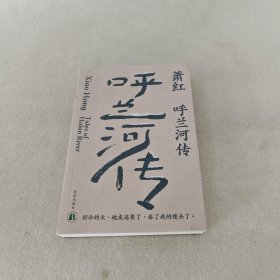 萧红 呼兰河传
呼兰河传
Xiao Hong
Tales of
Hulan River
好冷的天，地皮冻裂了，吞了我的馒头了。